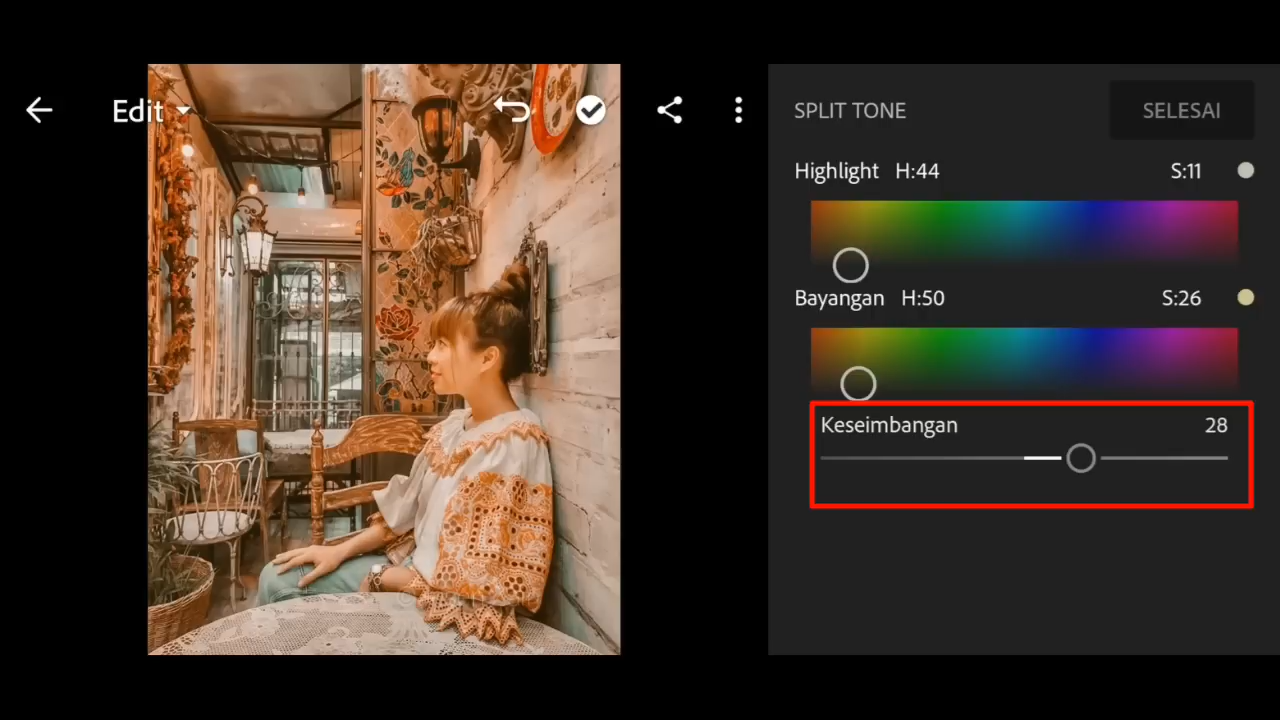 Edit
SPLIT TONE
SELESAI
Highlight H:44 S:11
Bayangan H:50 S:26
Keseimbangan 28